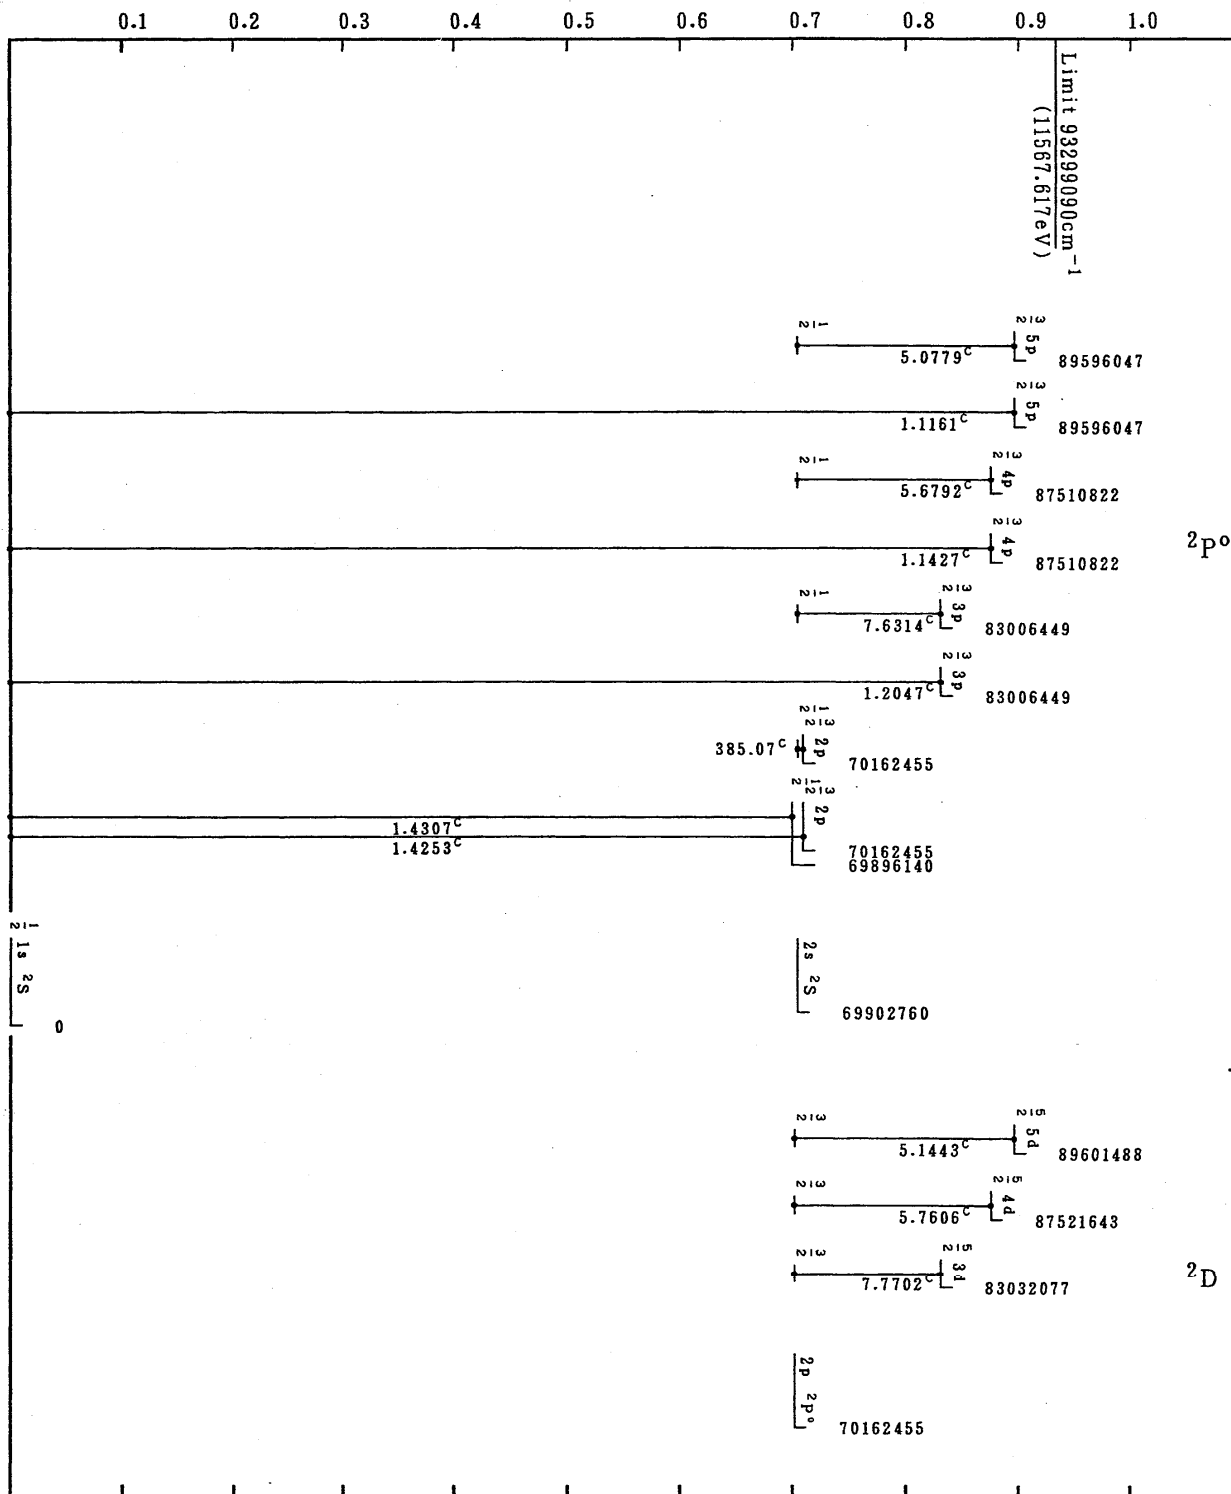 0.1 0.2 0.3 0.4 0.5 0.6 0.7 0.8 0.9 1.0
Limit 93299090cm⁻¹
(11567.617eV)
1/2 3/2 5p
5.0779ᶜ 89596047
3/2 5p
1.1161ᶜ 89596047
1/2 3/2 4p
5.6792ᶜ 87510822
3/2 4p
1.1427ᶜ 87510822
²P°
1/2 3/2 3p
7.6314ᶜ 83006449
3/2 3p
1.2047ᶜ 83006449
1/2 3/2 2p
385.07ᶜ 70162455
1/2 3/2 2p
1.4307ᶜ
1.4253ᶜ 70162455
69896140
1/2 1s ²S 0
2s ²S 69902760
3/2 5/2 5d
5.1443ᶜ 89601488
3/2 5/2 4d
5.7606ᶜ 87521643
3/2 5/2 3d
7.7702ᶜ 83032077
²D
2p ²P° 70162455